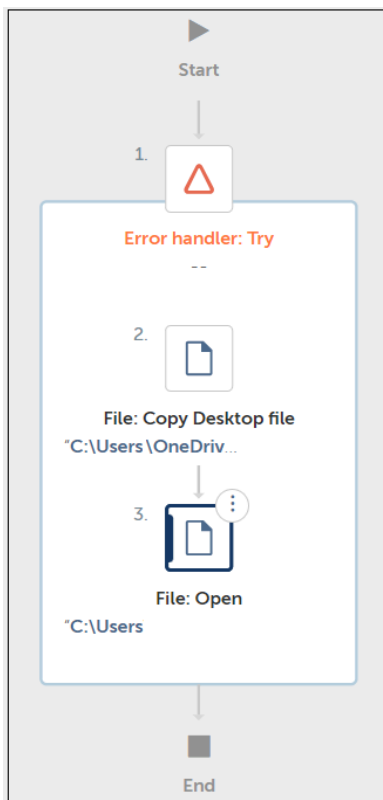 Start
1.
Error handler: Try
--
2.
File: Copy Desktop file
"C:\Users\OneDriv...
3.
File: Open
"C:\Users
End